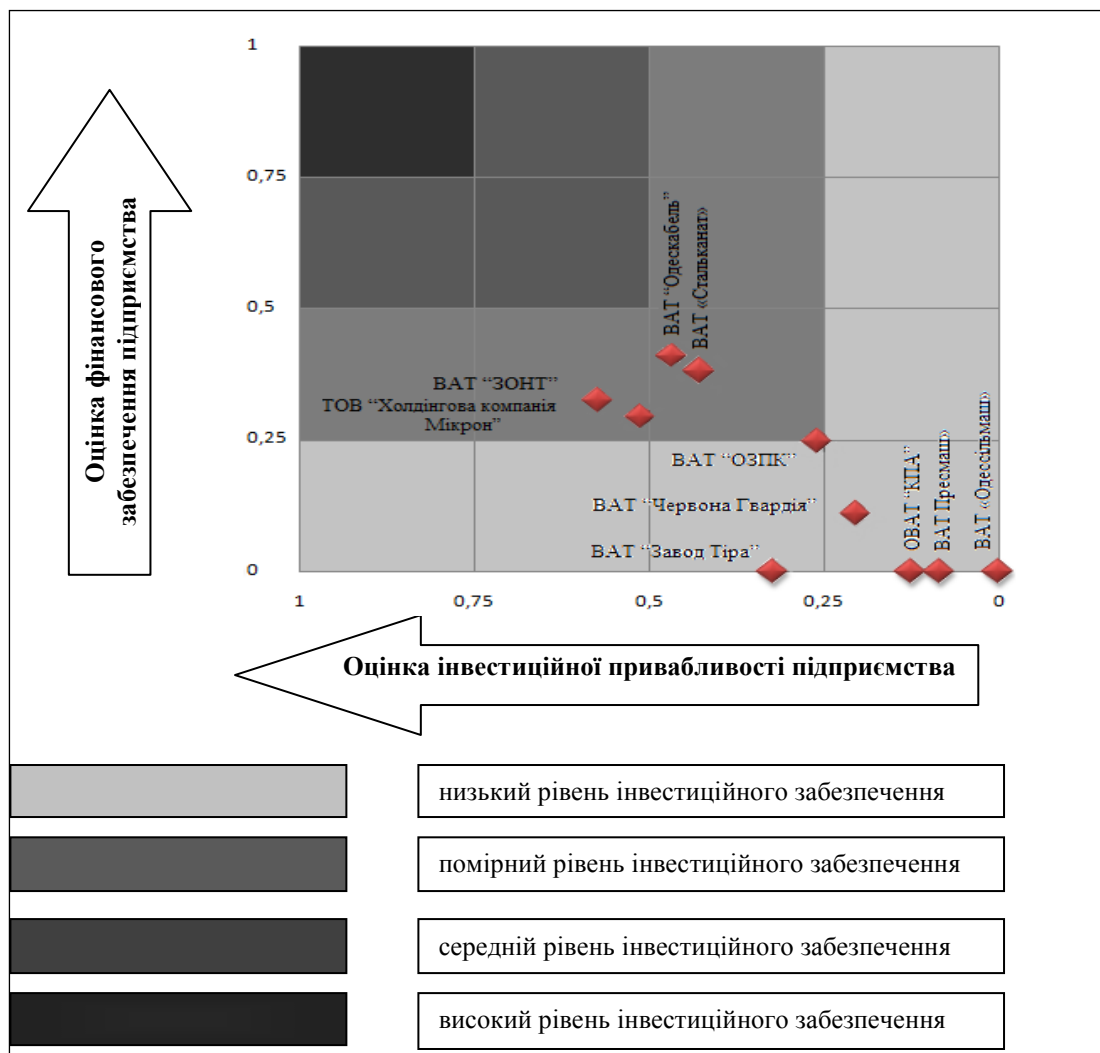 1
0,75
0,5
0,25
0
Оцінка фінансового
забезпечення підприємства
ВАТ “Одескабель”
ВАТ «Стальканат»
ВАТ “ЗОНТ”
ТОВ “Холдінгова компанія
Мікрон”
ВАТ “ОЗПК“
ВАТ “Червона Гвардія”
ВАТ “Завод Тіра”
ОВАТ “КПА”
ВАТ Пресмаш»
ВАТ «Одессільмаш»
1
0,75
0,5
0,25
0
Оцінка інвестиційної привабливості підприємства
низький рівень інвестиційного забезпечення
помірний рівень інвестиційного забезпечення
середній рівень інвестиційного забезпечення
високий рівень інвестиційного забезпечення